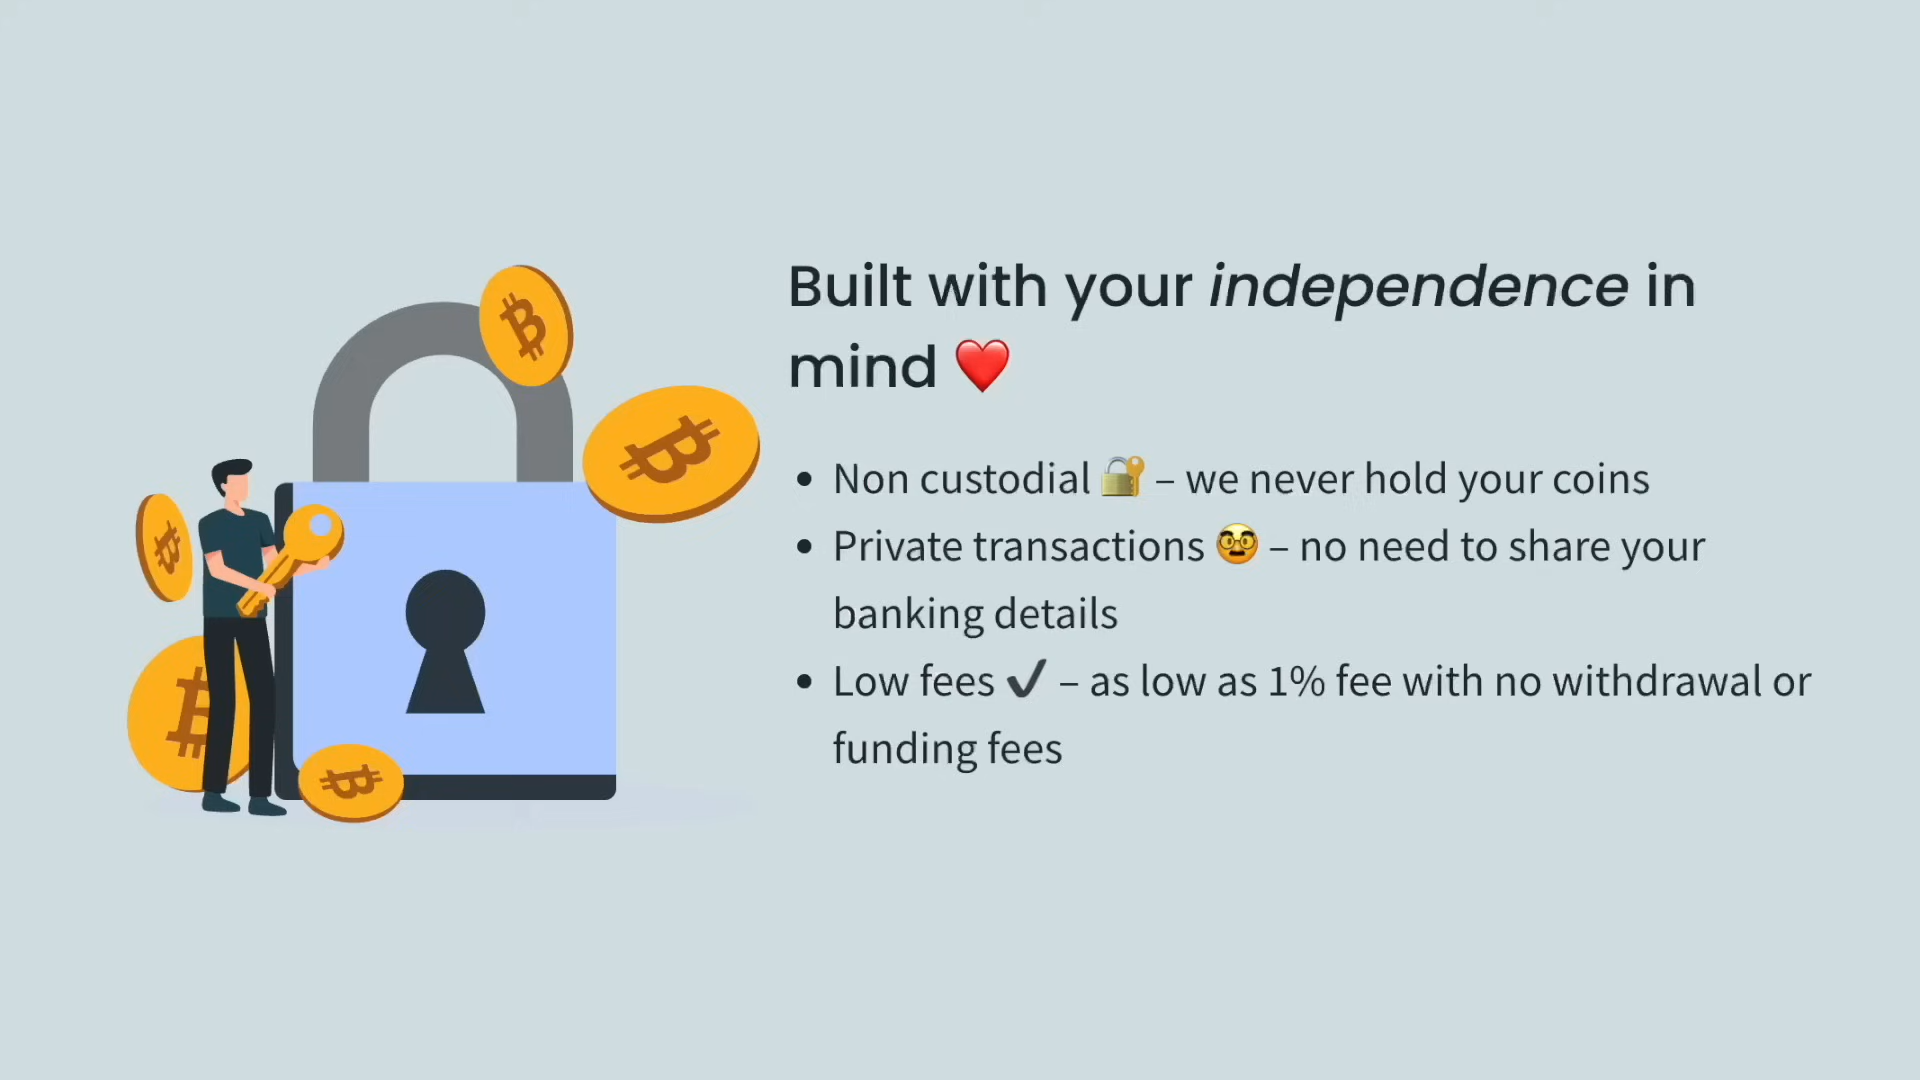 Built with your independence in
mind ❤️
• Non custodial 🔐 – we never hold your coins
• Private transactions 🥸 – no need to share your
banking details
• Low fees ✔️ – as low as 1% fee with no withdrawal or
funding fees